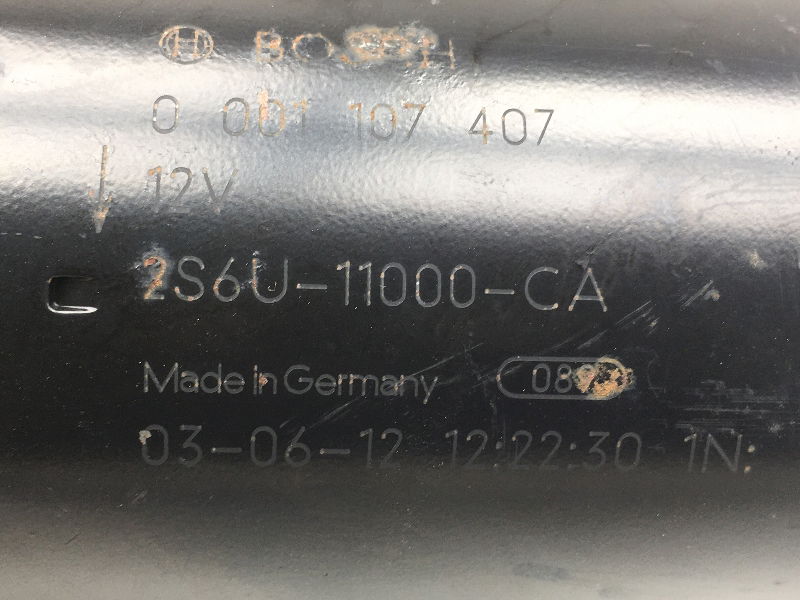 BOSCH
0 001 107 407
12V
2S6U-11000-CA
Made in Germany
03-06-12 12:22:30 1N